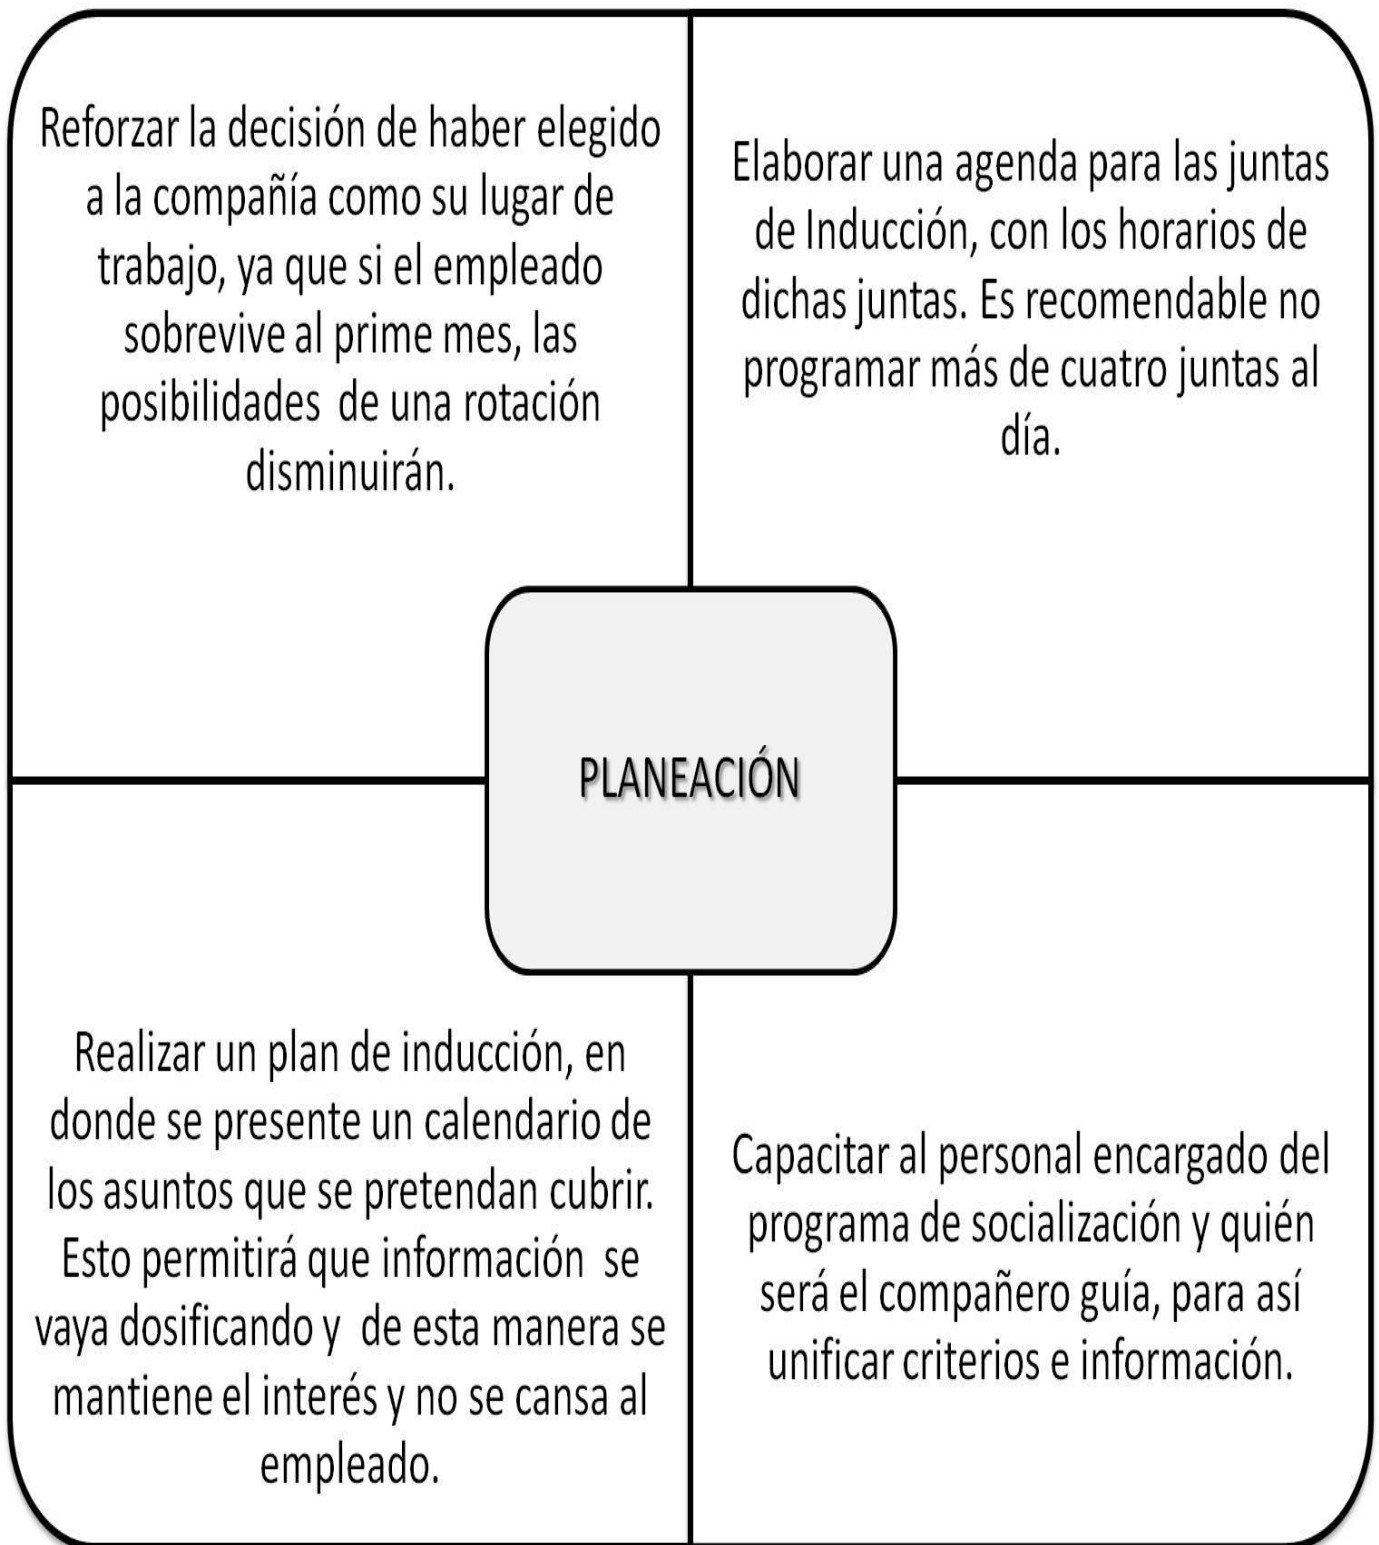 Reforzar la decisión de haber elegido
a la compañía como su lugar de
trabajo, ya que si el empleado
sobrevive al prime mes, las
posibilidades de una rotación
disminuirán.
Elaborar una agenda para las juntas
de Inducción, con los horarios de
dichas juntas. Es recomendable no
programar más de cuatro juntas al
día.
PLANEACIÓN
Realizar un plan de inducción, en
donde se presente un calendario de
los asuntos que se pretendan cubrir.
Esto permitirá que información se
vaya dosificando y de esta manera se
mantiene el interés y no se cansa al
empleado.
Capacitar al personal encargado del
programa de socialización y quién
será el compañero guía, para así
unificar criterios e información.